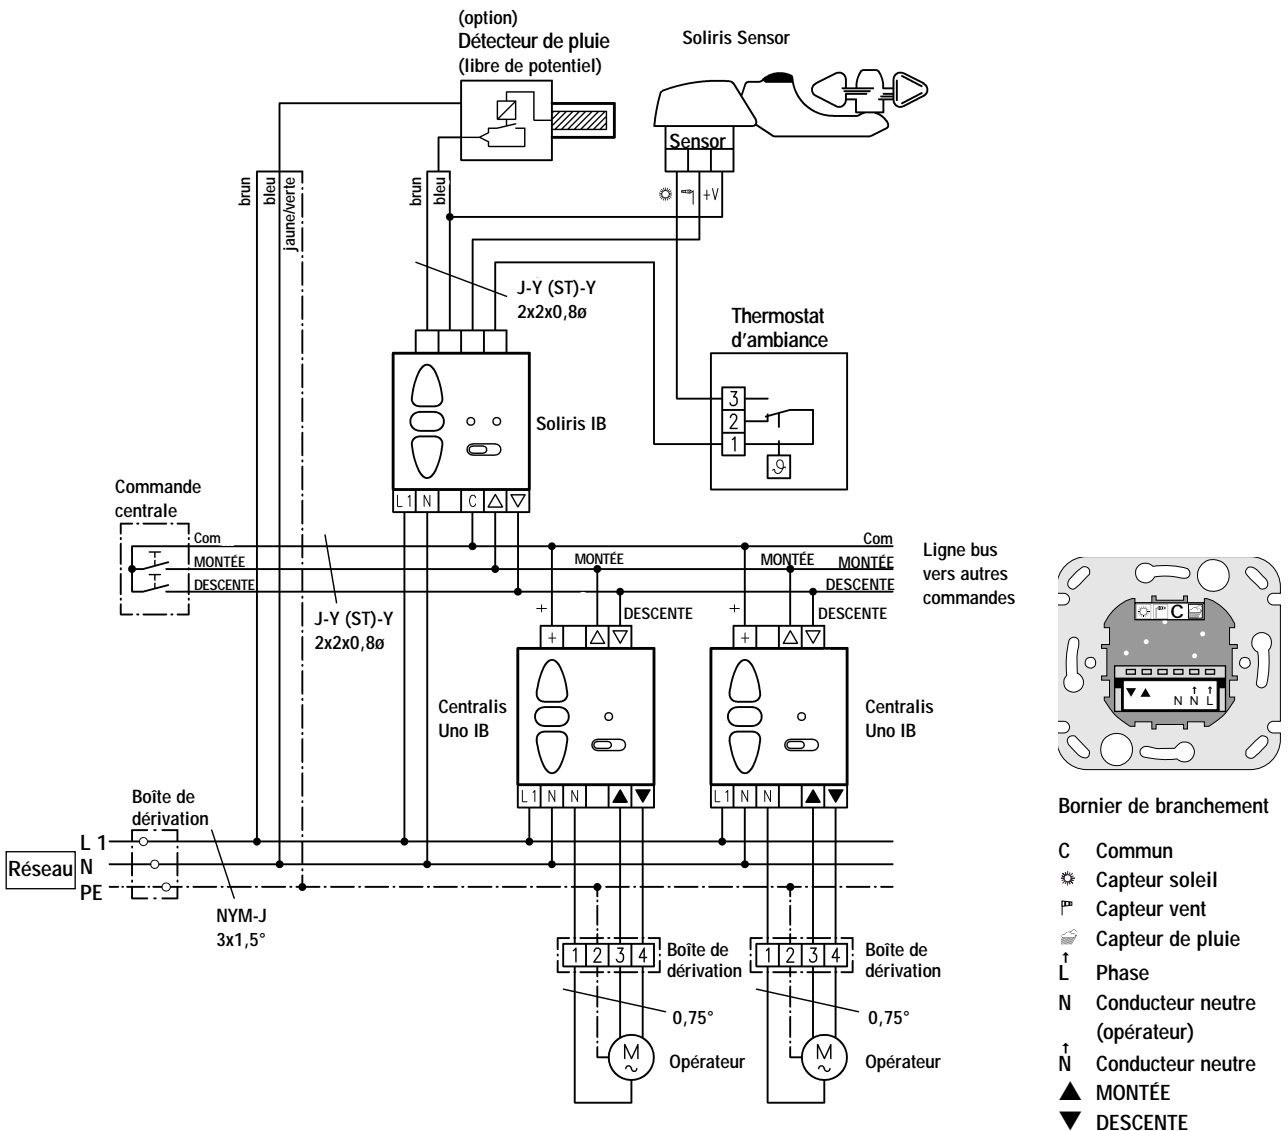 (option)
Détecteur de pluie
(libre de potentiel)
Soliris Sensor
Sensor
+V
brun
bleu
jaune/verte
brun
bleu
J-Y (ST)-Y
2x2x0,8ø
Thermostat
d'ambiance
3
2
1
ϑ
Soliris IB
L1 N C
Commande
centrale
Com
MONTÉE
DESCENTE
J-Y (ST)-Y
2x2x0,8ø
MONTÉE
DESCENTE
MONTÉE
DESCENTE
Com
MONTÉE
DESCENTE
Ligne bus
vers autres
commandes
+
+
+
+
Centralis
Uno IB
Centralis
Uno IB
L1 N N
L1 N N
Boîte de
dérivation
Réseau
L 1
N
PE
NYM-J
3x1,5°
1 2 3 4
Boîte de
dérivation
0,75°
M
~
Opérateur
1 2 3 4
Boîte de
dérivation
0,75°
M
~
Opérateur
C
▼ ▲ N N L
Bornier de branchement
C Commun
Capteur soleil
Capteur vent
Capteur de pluie
L Phase
N Conducteur neutre
(opérateur)
N Conducteur neutre
▲ MONTÉE
▼ DESCENTE